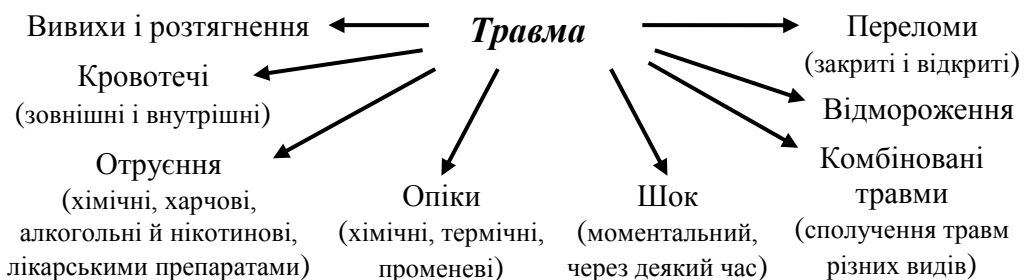 Травма
Вивихи і розтягнення
Кровотечі
(зовнішні і внутрішні)
Отруєння
(хімічні, харчові,
алкогольні й нікотинові,
лікарськими препаратами)
Опіки
(хімічні, термічні,
променеві)
Шок
(моментальний,
через деякий час)
Переломи
(закриті і відкриті)
Відмороження
Комбіновані
травми
(сполучення травм
різних видів)